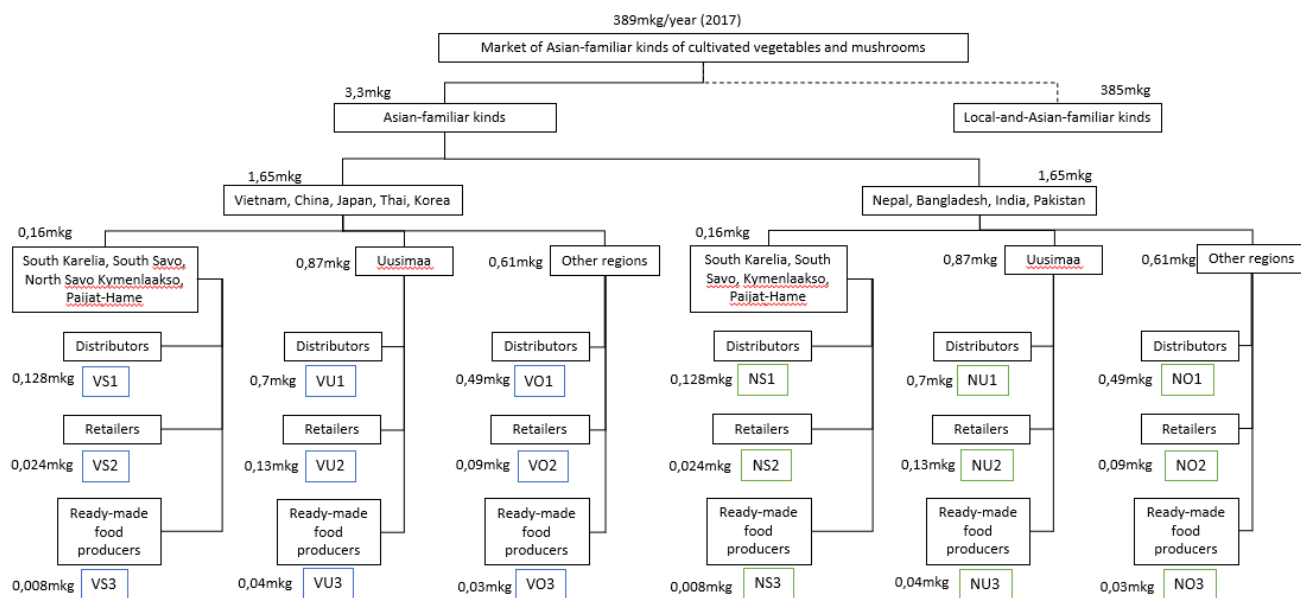 389mkg/year (2017)
Market of Asian-familiar kinds of cultivated vegetables and mushrooms
3,3mkg
385mkg
Asian-familiar kinds
Local-and-Asian-familiar kinds
1,65mkg
1,65mkg
Vietnam, China, Japan, Thai, Korea
Nepal, Bangladesh, India, Pakistan
0,16mkg
South Karelia, South Savo,
North Savo Kymenlaakso,
Paijat-Hame
0,87mkg
Uusimaa
0,61mkg
Other regions
0,16mkg
South Karelia, South
Savo, Kymenlaakso,
Paijat-Hame
0,87mkg
Uusimaa
0,61mkg
Other regions
Distributors
Distributors
Distributors
Distributors
Distributors
Distributors
0,128mkg
VS1
0,7mkg
VU1
0,49mkg
VO1
0,128mkg
NS1
0,7mkg
NU1
0,49mkg
NO1
Retailers
Retailers
Retailers
Retailers
Retailers
Retailers
0,024mkg
VS2
0,13mkg
VU2
0,09mkg
VO2
0,024mkg
NS2
0,13mkg
NU2
0,09mkg
NO2
Ready-made
food
producers
Ready-made
food
producers
Ready-made
food
producers
Ready-made
food
producers
Ready-made
food
producers
Ready-made
food
producers
0,008mkg
VS3
0,04mkg
VU3
0,03mkg
VO3
0,008mkg
NS3
0,04mkg
NU3
0,03mkg
NO3